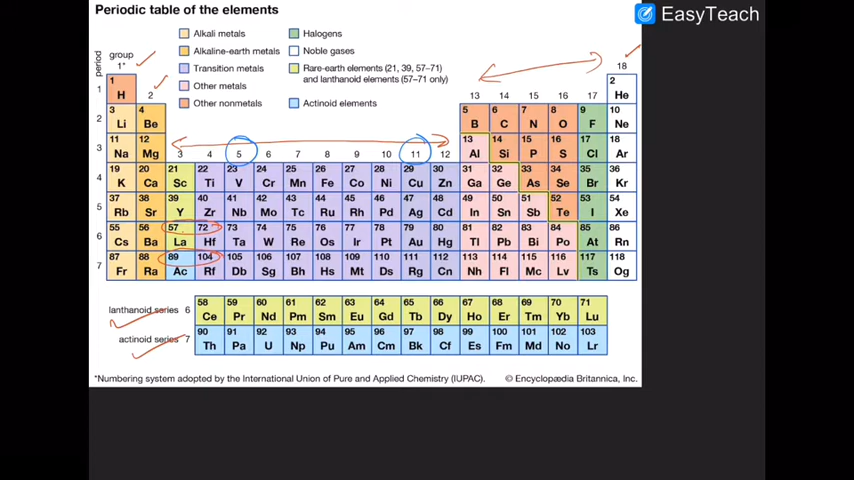 Periodic table of the elements
EasyTeach
Alkali metals
Halogens
Alkaline-earth metals
Noble gases
Transition metals
Rare-earth elements (21, 39, 57–71)
and lanthanoid elements (57–71 only)
Other metals
Other nonmetals
Actinoid elements
period
group
1* 18
1 1 H 2 He
2 13 14 15 16 17
2 3 Li 4 Be 5 B 6 C 7 N 8 O 9 F 10 Ne
3 11 Na 12 Mg 13 Al 14 Si 15 P 16 S 17 Cl 18 Ar
3 4 5 6 7 8 9 10 11 12
4 19 K 20 Ca 21 Sc 22 Ti 23 V 24 Cr 25 Mn 26 Fe 27 Co 28 Ni 29 Cu 30 Zn 31 Ga 32 Ge 33 As 34 Se 35 Br 36 Kr
5 37 Rb 38 Sr 39 Y 40 Zr 41 Nb 42 Mo 43 Tc 44 Ru 45 Rh 46 Pd 47 Ag 48 Cd 49 In 50 Sn 51 Sb 52 Te 53 I 54 Xe
6 55 Cs 56 Ba 57 La 72 Hf 73 Ta 74 W 75 Re 76 Os 77 Ir 78 Pt 79 Au 80 Hg 81 Tl 82 Pb 83 Bi 84 Po 85 At 86 Rn
7 87 Fr 88 Ra 89 Ac 104 Rf 105 Db 106 Sg 107 Bh 108 Hs 109 Mt 110 Ds 111 Rg 112 Cn 113 Nh 114 Fl 115 Mc 116 Lv 117 Ts 118 Og
lanthanoid series 6 58 Ce 59 Pr 60 Nd 61 Pm 62 Sm 63 Eu 64 Gd 65 Tb 66 Dy 67 Ho 68 Er 69 Tm 70 Yb 71 Lu
actinoid series 7 90 Th 91 Pa 92 U 93 Np 94 Pu 95 Am 96 Cm 97 Bk 98 Cf 99 Es 100 Fm 101 Md 102 No 103 Lr
*Numbering system adopted by the International Union of Pure and Applied Chemistry (IUPAC). © Encyclopædia Britannica, Inc.